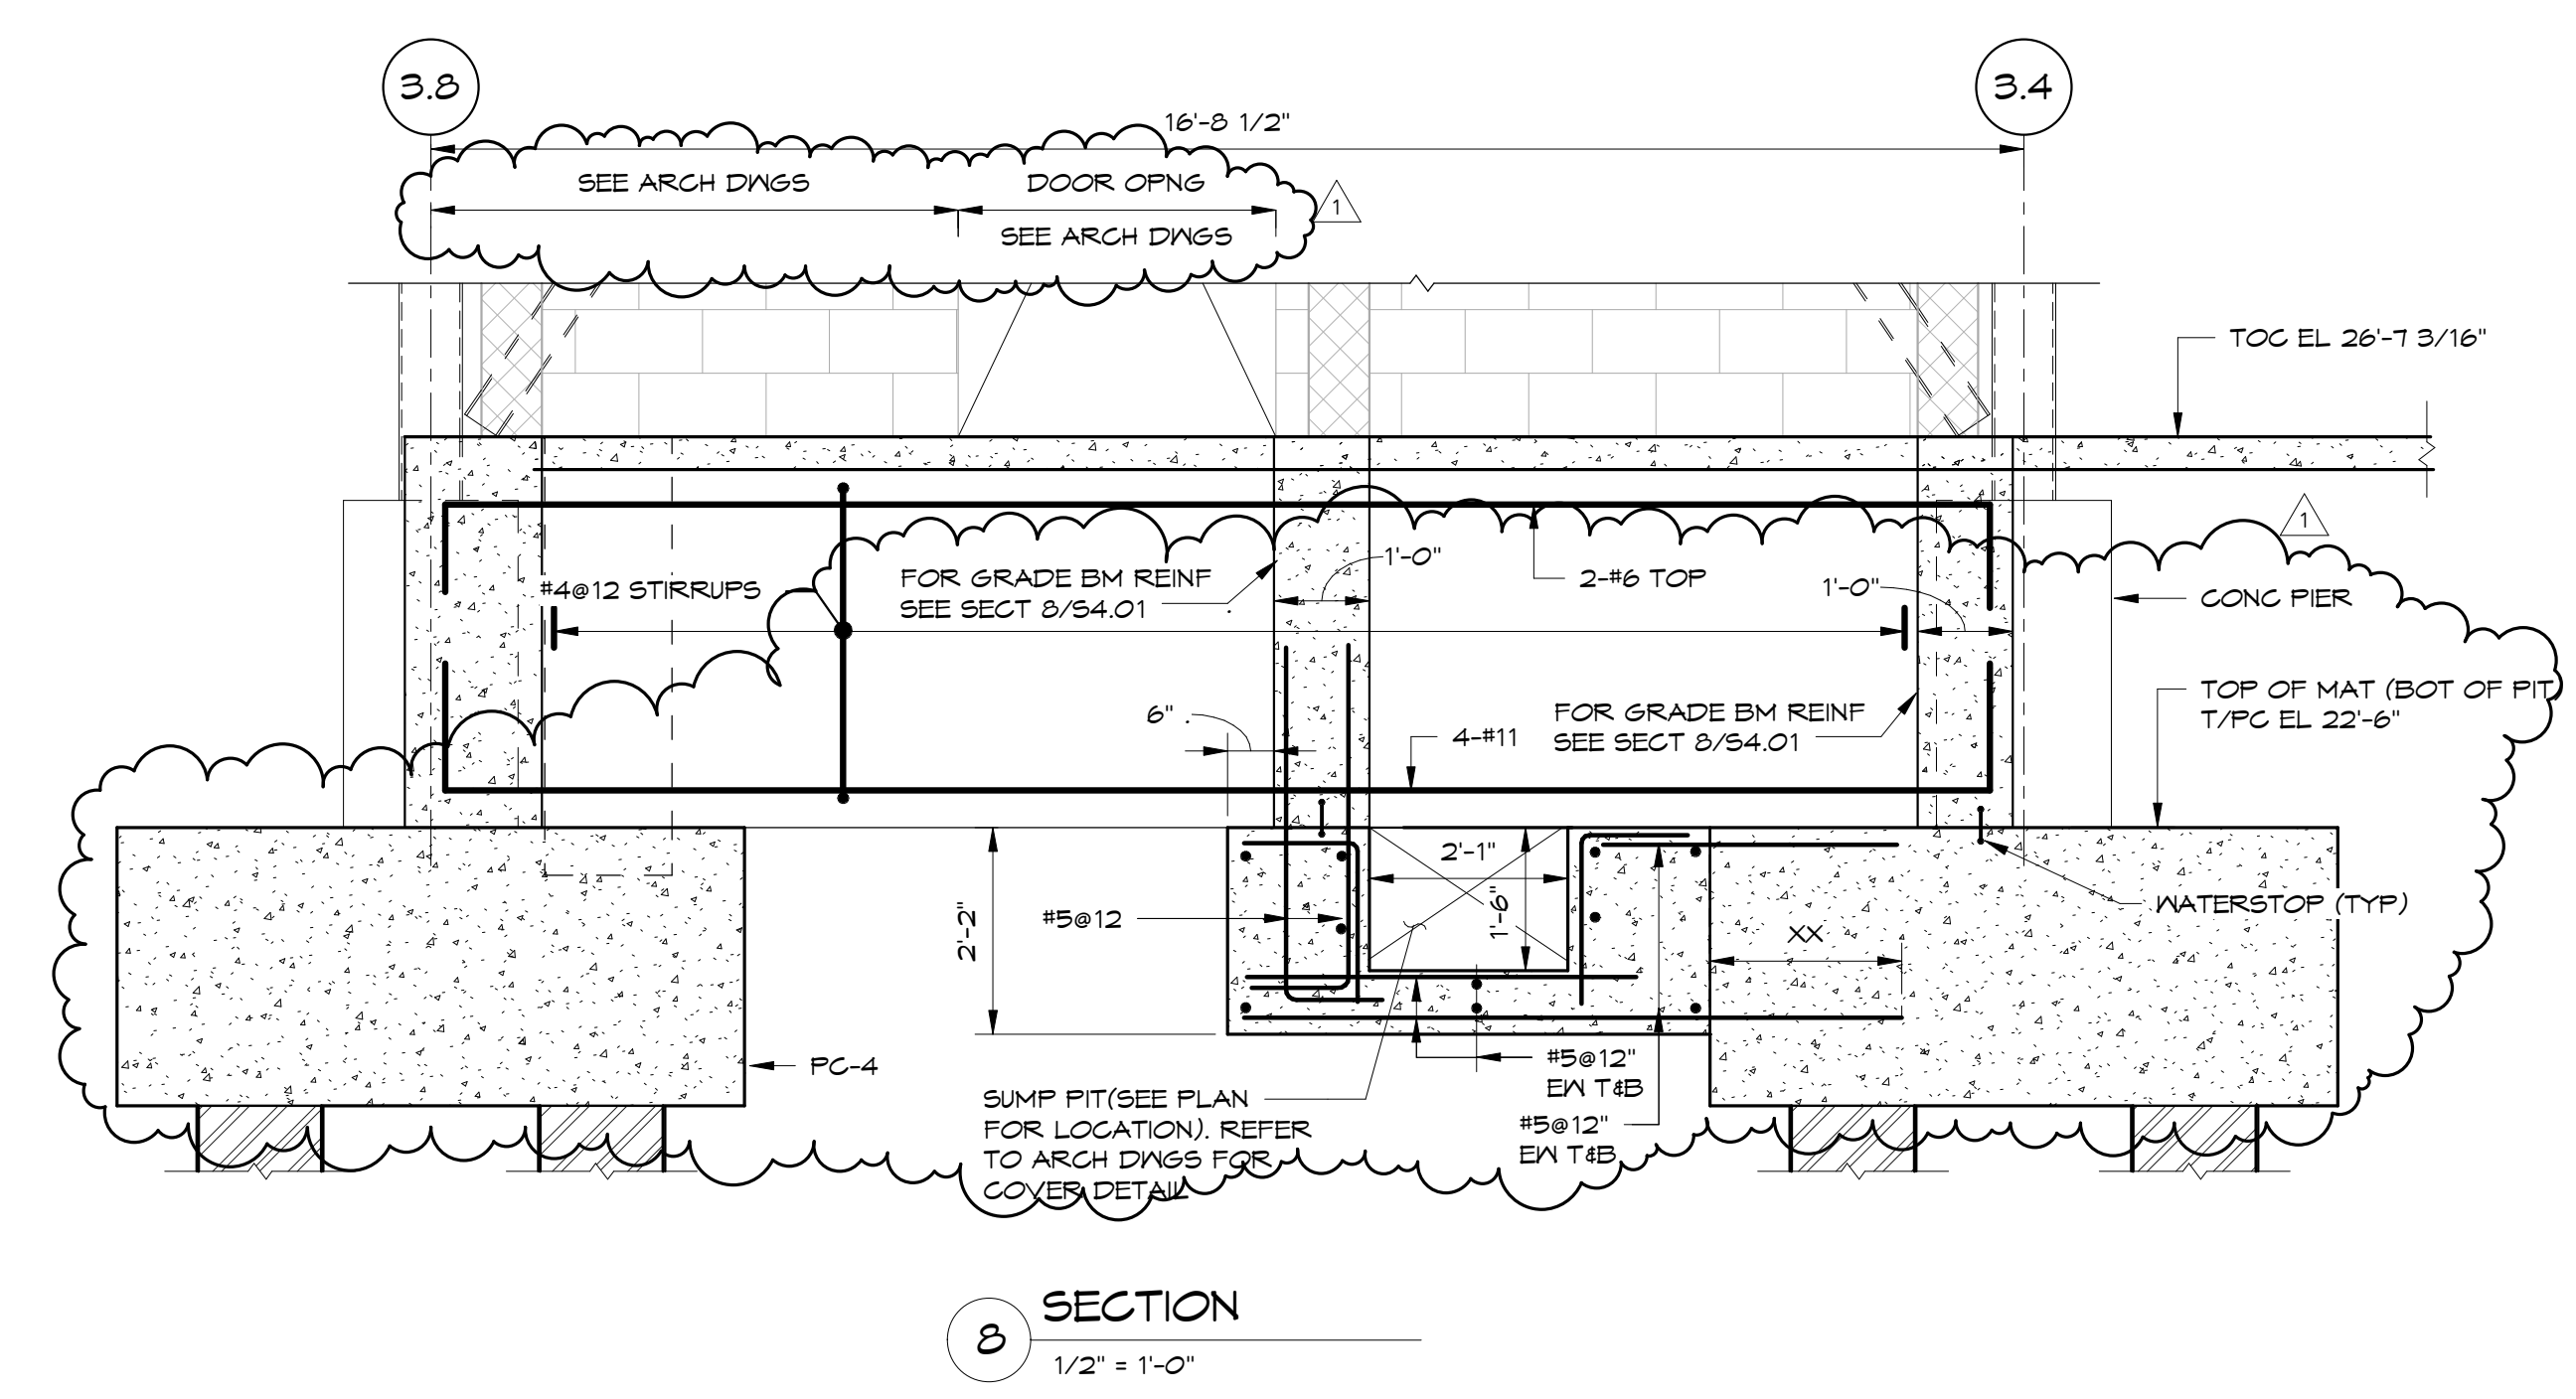 3.8
3.4
16'-8 1/2"
SEE ARCH DWGS
DOOR OPNG
SEE ARCH DWGS
1
TOC EL 26'-7 3/16"
1
#4@12 STIRRUPS
FOR GRADE BM REINF
SEE SECT 8/S4.01
1'-0"
2-#6 TOP
1'-0"
CONC PIER
TOP OF MAT (BOT OF PIT)
T/PC EL 22'-6"
6"
4-#11
FOR GRADE BM REINF
SEE SECT 8/S4.01
2'-1"
1'-6"
2'-2"
#5@12
WATERSTOP (TYP)
XX
PC-4
#5@12"
EW T&B
#5@12"
EW T&B
SUMP PIT(SEE PLAN
FOR LOCATION). REFER
TO ARCH DWGS FOR
COVER DETAIL
8
SECTION
1/2" = 1'-0"